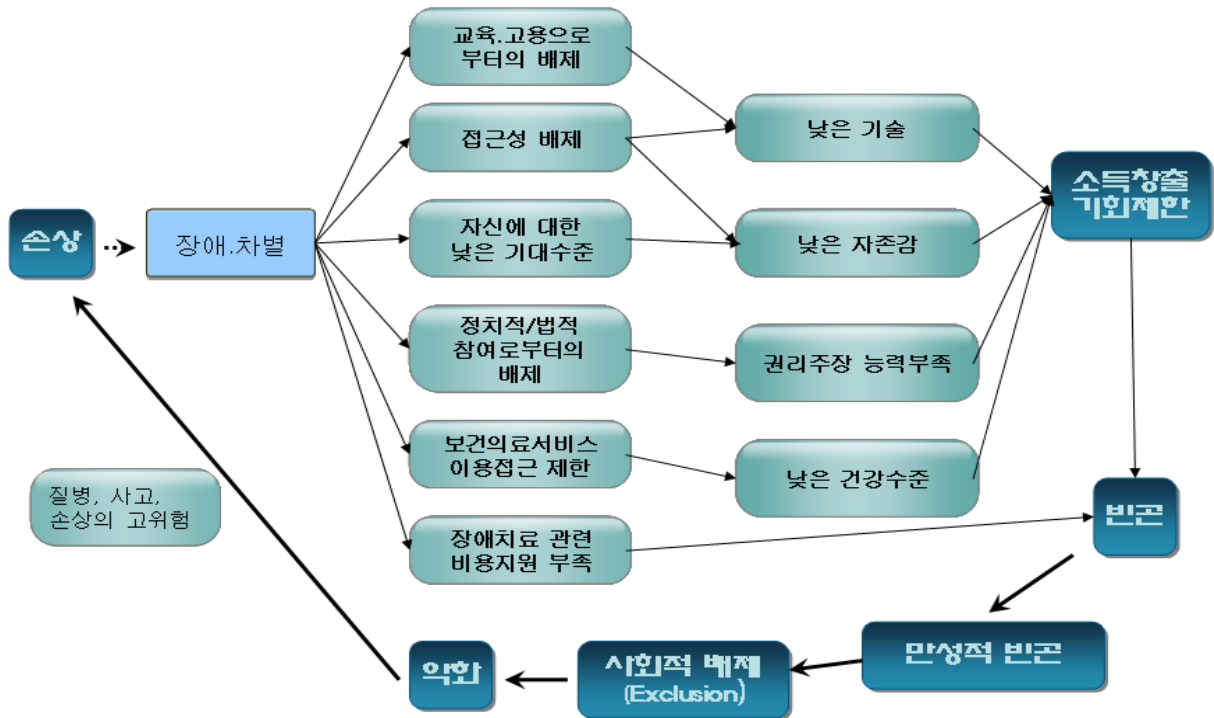 교육.고용으로
부터의 배제
접근성 배제
낮은 기술
소득창출
기회제한
손상
장애.차별
자신에 대한
낮은 기대수준
낮은 자존감
정치적/법적
참여로부터의
배제
권리주장 능력부족
보건의료서비스
이용접근 제한
낮은 건강수준
질병, 사고,
손상의 고위험
장애치료 관련
비용지원 부족
빈곤
만성적 빈곤
사회적 배제
(Exclusion)
악화